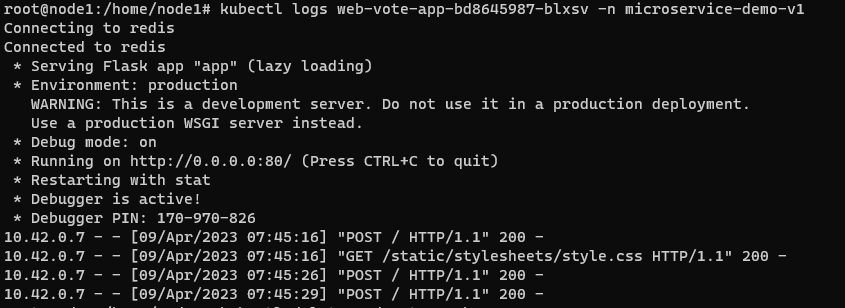 root@node1:/home/node1# kubectl logs web-vote-app-bd8645987-blxsv -n microservice-demo-v1
Connecting to redis
Connected to redis
 * Serving Flask app "app" (lazy loading)
 * Environment: production
   WARNING: This is a development server. Do not use it in a production deployment.
   Use a production WSGI server instead.
 * Debug mode: on
 * Running on http://0.0.0.0:80/ (Press CTRL+C to quit)
 * Restarting with stat
 * Debugger is active!
 * Debugger PIN: 170-970-826
10.42.0.7 - - [09/Apr/2023 07:45:16] "POST / HTTP/1.1" 200 -
10.42.0.7 - - [09/Apr/2023 07:45:16] "GET /static/stylesheets/style.css HTTP/1.1" 200 -
10.42.0.7 - - [09/Apr/2023 07:45:26] "POST / HTTP/1.1" 200 -
10.42.0.7 - - [09/Apr/2023 07:45:29] "POST / HTTP/1.1" 200 -